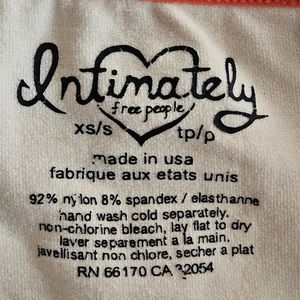 Intimately
free people
xs/s tp/p
made in usa
fabrique aux etats unis
92% nylon 8% spandex / elasthanne
hand wash cold separately.
non-chlorine bleach, lay flat to dry
laver separement a la main.
javellisant non chlore, secher a plat
RN 66170 CA 32054